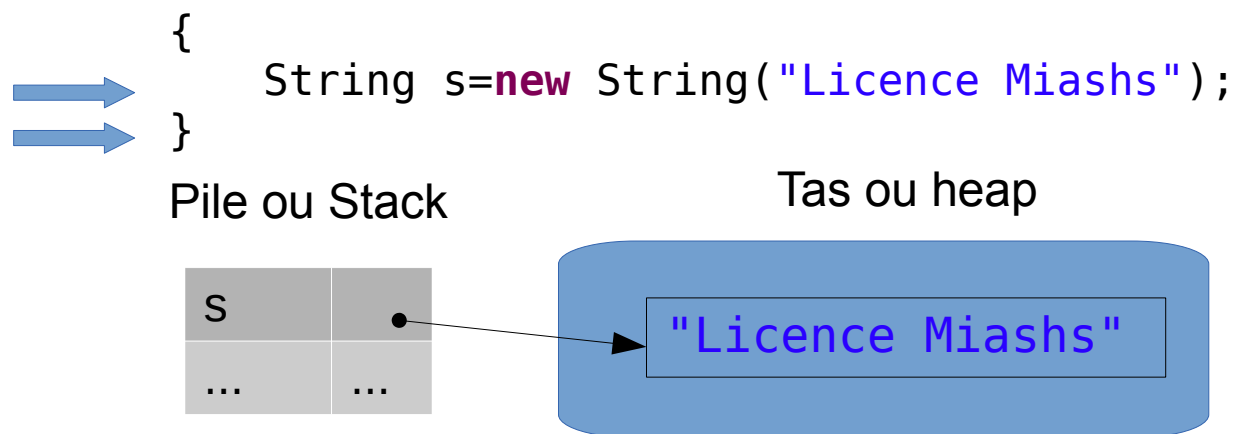 {
String s=new String("Licence Miashs");
}
Pile ou Stack
Tas ou heap
s
"Licence Miashs"
... ...